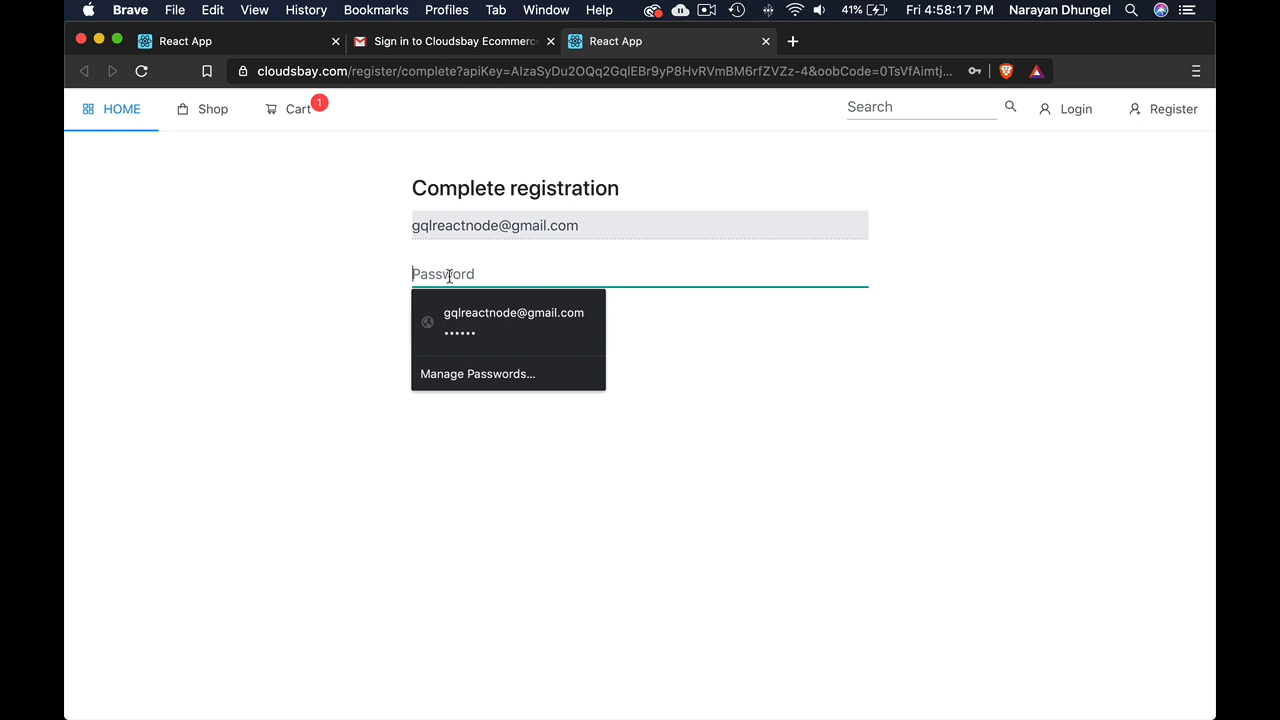 Brave File Edit View History Bookmarks Profiles Tab Window Help 41% Fri 4:58:17 PM Narayan Dhungel
React App Sign in to Cloudsbay Ecommerc React App
cloudsbay.com/register/complete?apiKey=AIzaSyDu2OQq2GqlEBr9yP8HvRVmBM6rfZVZz-4&oobCode=0TsVfAimtj...
HOME Shop Cart 1 Search Login Register
Complete registration
gqlreactnode@gmail.com
Password
gqlreactnode@gmail.com
••••••
Manage Passwords...